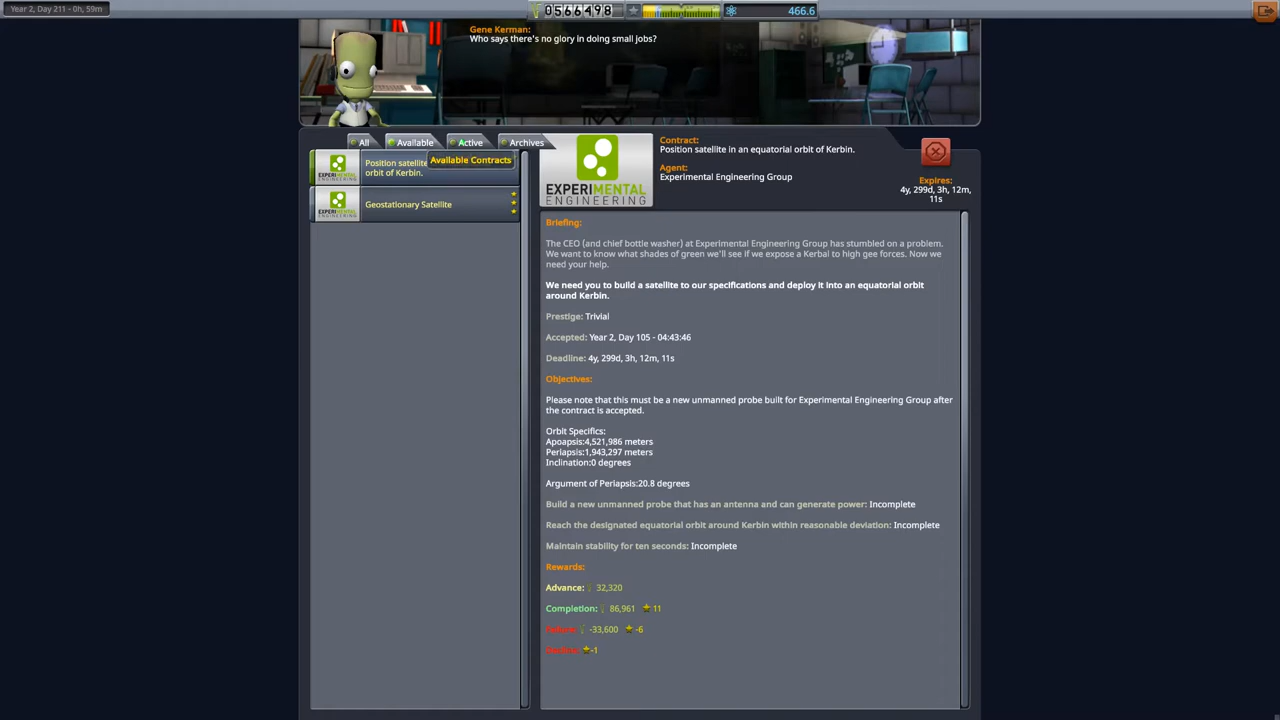 Year 2, Day 211 - 0h, 59m
0566498
466.6
Gene Kerman:
Who says there's no glory in doing small jobs?
All
Available
Active
Archives
Position satellite
orbit of Kerbin.
Available Contracts
Geostationary Satellite
EXPERIMENTAL
ENGINEERING
Contract:
Position satellite in an equatorial orbit of Kerbin.
Agent:
Experimental Engineering Group
Expires:
4y, 299d, 3h, 12m,
11s
Briefing:
The CEO (and chief bottle washer) at Experimental Engineering Group has stumbled on a problem.
We want to know what shades of green we'll see if we expose a Kerbal to high gee forces. Now we
need your help.
We need you to build a satellite to our specifications and deploy it into an equatorial orbit
around Kerbin.
Prestige: Trivial
Accepted: Year 2, Day 105 - 04:43:46
Deadline: 4y, 299d, 3h, 12m, 11s
Objectives:
Please note that this must be a new unmanned probe built for Experimental Engineering Group after
the contract is accepted.
Orbit Specifics:
Apoapsis:4,521,986 meters
Periapsis:1,943,297 meters
Inclination:0 degrees
Argument of Periapsis:20.8 degrees
Build a new unmanned probe that has an antenna and can generate power: Incomplete
Reach the designated equatorial orbit around Kerbin within reasonable deviation: Incomplete
Maintain stability for ten seconds: Incomplete
Rewards:
Advance: 32,320
Completion: 86,961 11
-33,600 -6
-1